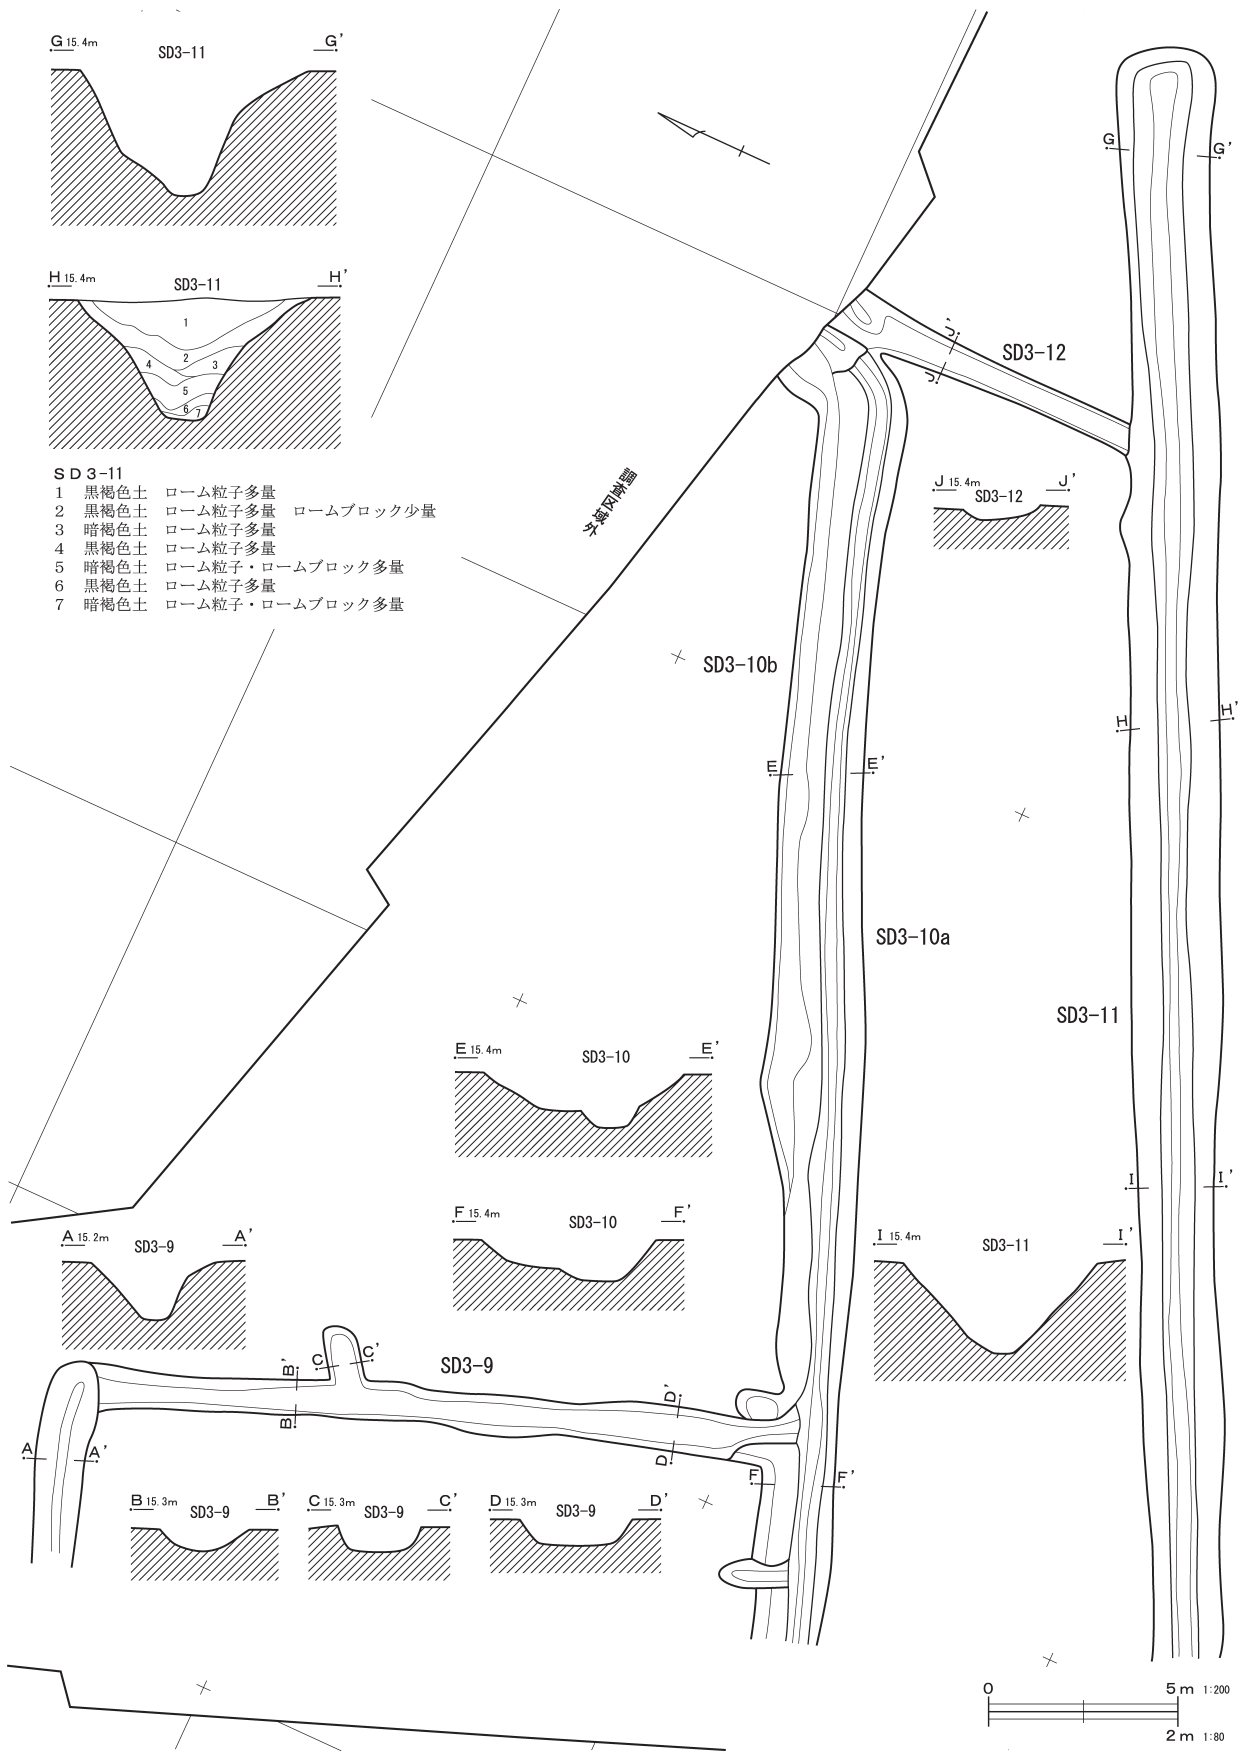 G 15.4m SD3-11 G'
H 15.4m SD3-11 H'
1
2
4 3
5
6
7
SD3-11
1 黒褐色土 ローム粒子多量
2 黒褐色土 ローム粒子多量 ロームブロック少量
3 暗褐色土 ローム粒子多量
4 黒褐色土 ローム粒子多量
5 暗褐色土 ローム粒子・ロームブロック多量
6 黒褐色土 ローム粒子多量
7 暗褐色土 ローム粒子・ロームブロック多量
G G'
J'
J
SD3-12
調査区域外
J 15.4m SD3-12 J'
SD3-10b
H H'
E E'
SD3-10a
SD3-11
E 15.4m SD3-10 E'
I I'
F 15.4m SD3-10 F'
A 15.2m SD3-9 A'
I 15.4m SD3-11 I'
B' C C' SD3-9
B
D'
D
A A'
F F'
B 15.3m SD3-9 B'
C 15.3m SD3-9 C'
D 15.3m SD3-9 D'
0 5m 1:200
2m 1:80